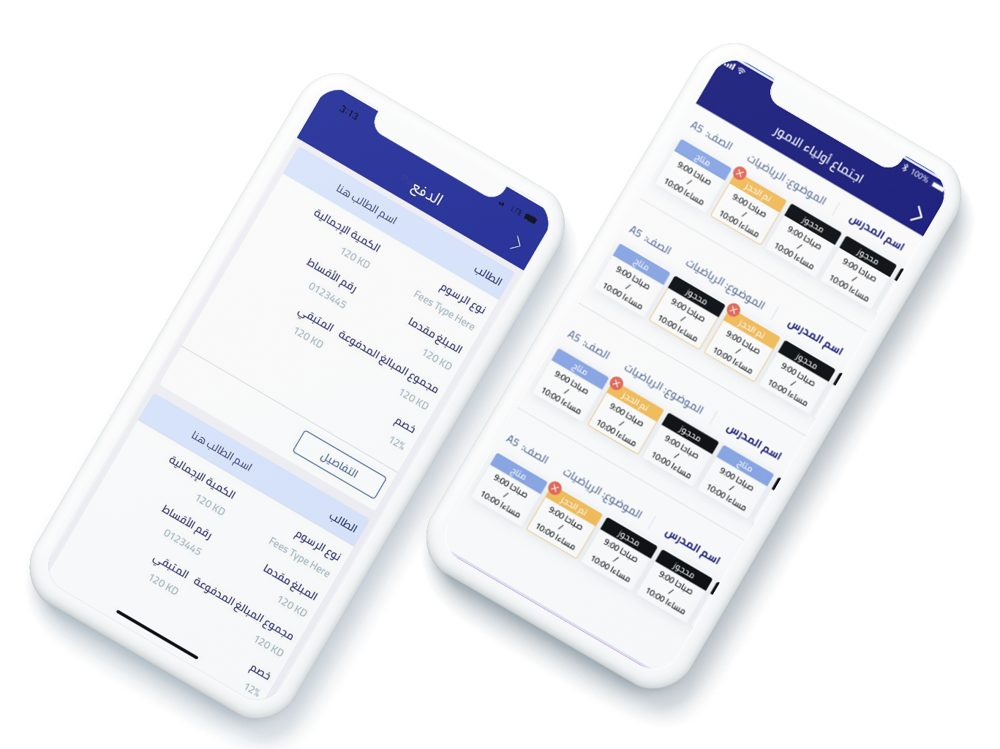 3:13
LTE
الدفع
الطالب اسم الطالب هنا
نوع الرسوم الكمية الإجمالية
Fees Type Here 120 KD
المبلغ مقدما رقم الأقساط
120 KD 0123445
مجموع المبالغ المدفوعة المتبقي
120 KD 120 KD
خصم
12%
التفاصيل
الطالب اسم الطالب هنا
نوع الرسوم الكمية الإجمالية
Fees Type Here 120 KD
المبلغ مقدما رقم الأقساط
120 KD 0123445
مجموع المبالغ المدفوعة المتبقي
120 KD 120 KD
خصم
12%
100%
اجتماع أولياء الامور
اسم المدرس الموضوع: الرياضيات الصف: A5
محجوز محجوز تم الحجز متاح
9:00 صباحا 9:00 صباحا 9:00 صباحا 9:00 صباحا
/ / / /
10:00 مساءا 10:00 مساءا 10:00 مساءا 10:00 مساءا
اسم المدرس الموضوع: الرياضيات الصف: A5
محجوز تم الحجز محجوز متاح
9:00 صباحا 9:00 صباحا 9:00 صباحا 9:00 صباحا
/ / / /
10:00 مساءا 10:00 مساءا 10:00 مساءا 10:00 مساءا
اسم المدرس الموضوع: الرياضيات الصف: A5
متاح محجوز تم الحجز متاح
9:00 صباحا 9:00 صباحا 9:00 صباحا 9:00 صباحا
/ / / /
10:00 مساءا 10:00 مساءا 10:00 مساءا 10:00 مساءا
اسم المدرس الموضوع: الرياضيات الصف: A5
محجوز محجوز تم الحجز متاح
9:00 صباحا 9:00 صباحا 9:00 صباحا 9:00 صباحا
/ / / /
10:00 مساءا 10:00 مساءا 10:00 مساءا 10:00 مساءا